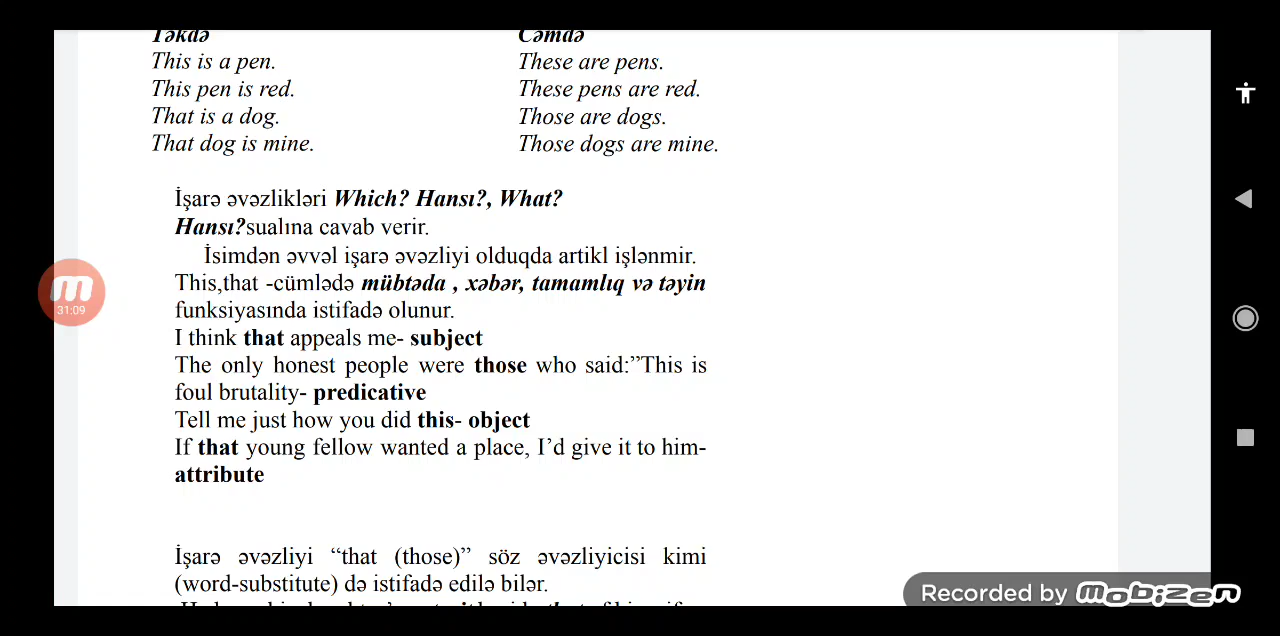 Təkdə Cəmdə
This is a pen. These are pens.
This pen is red. These pens are red.
That is a dog. Those are dogs.
That dog is mine. Those dogs are mine.
İşarə əvəzlikləri Which? Hansı?, What?
Hansı?sualına cavab verir.
İsimdən əvvəl işarə əvəzliyi olduqda artikl işlənmir.
This,that -cümlədə mübtəda , xəbər, tamamlıq və təyin
funksiyasında istifadə olunur.
I think that appeals me- subject
The only honest people were those who said:”This is
foul brutality- predicative
Tell me just how you did this- object
If that young fellow wanted a place, I’d give it to him-
attribute
İşarə əvəzliyi “that (those)” söz əvəzliyicisi kimi
(word-substitute) də istifadə edilə bilər.
31:09
Recorded by mobizen